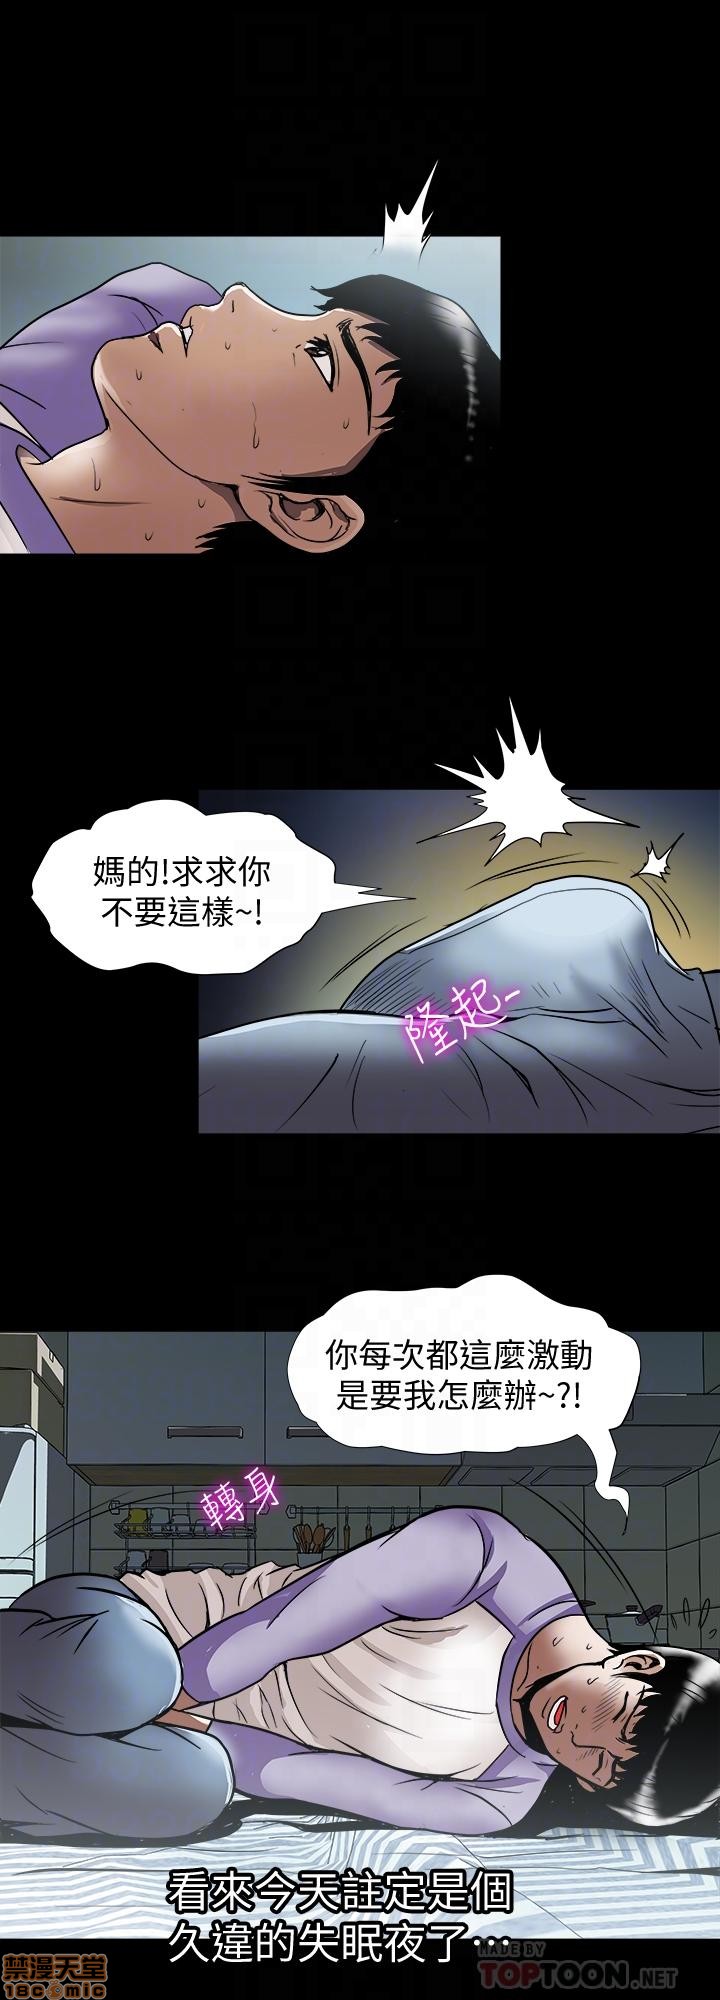 媽的!求求你
不要這樣~!
隆起~
你每次都這麼激動
是要我怎麼辦~?!
轉身
看來今天註定是個
久違的失眠夜了…
禁漫天堂
18comic
MADE BY
TOPTOON.NET